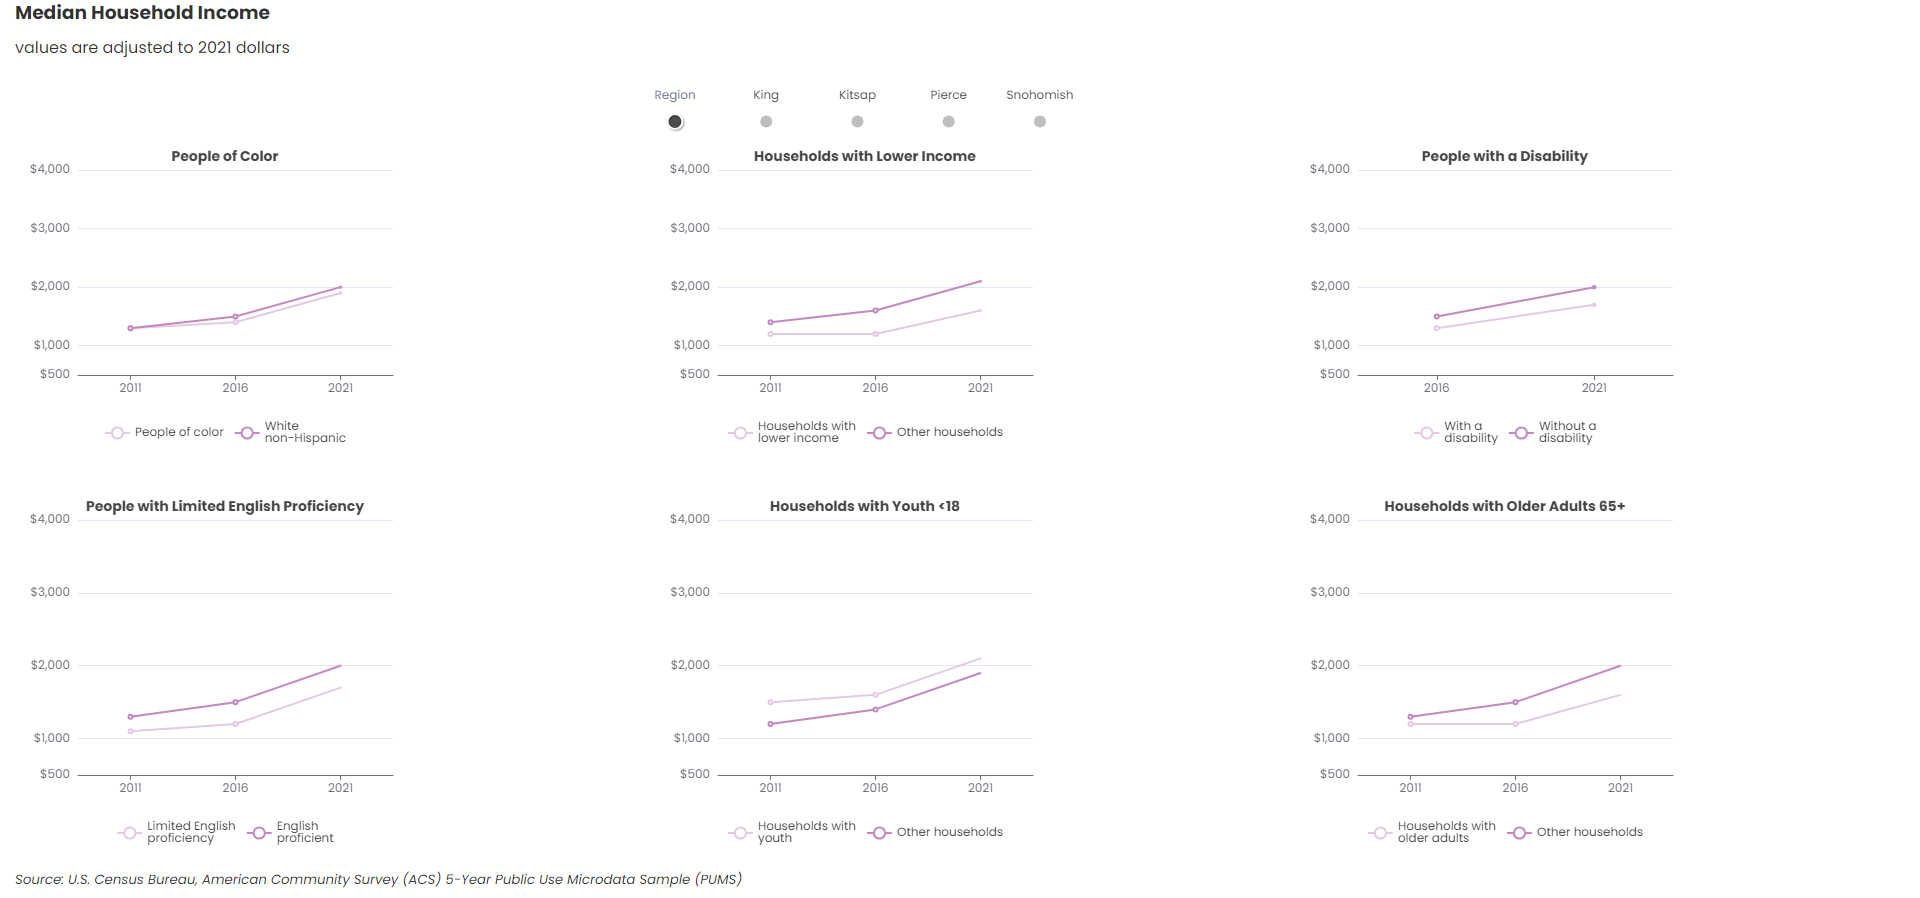 Median Household Income
values are adjusted to 2021 dollars
Region King Kitsap Pierce Snohomish
People of Color
$4,000
$3,000
$2,000
$1,000
$500
2011 2016 2021
People of color
White
non-Hispanic
Households with Lower Income
$4,000
$3,000
$2,000
$1,000
$500
2011 2016 2021
Households with
lower income
Other households
People with a Disability
$4,000
$3,000
$2,000
$1,000
$500
2016 2021
With a
disability
Without a
disability
People with Limited English Proficiency
$4,000
$3,000
$2,000
$1,000
$500
2011 2016 2021
Limited English
proficiency
English
proficient
Households with Youth <18
$4,000
$3,000
$2,000
$1,000
$500
2011 2016 2021
Households with
youth
Other households
Households with Older Adults 65+
$4,000
$3,000
$2,000
$1,000
$500
2011 2016 2021
Households with
older adults
Other households
Source: U.S. Census Bureau, American Community Survey (ACS) 5-Year Public Use Microdata Sample (PUMS)